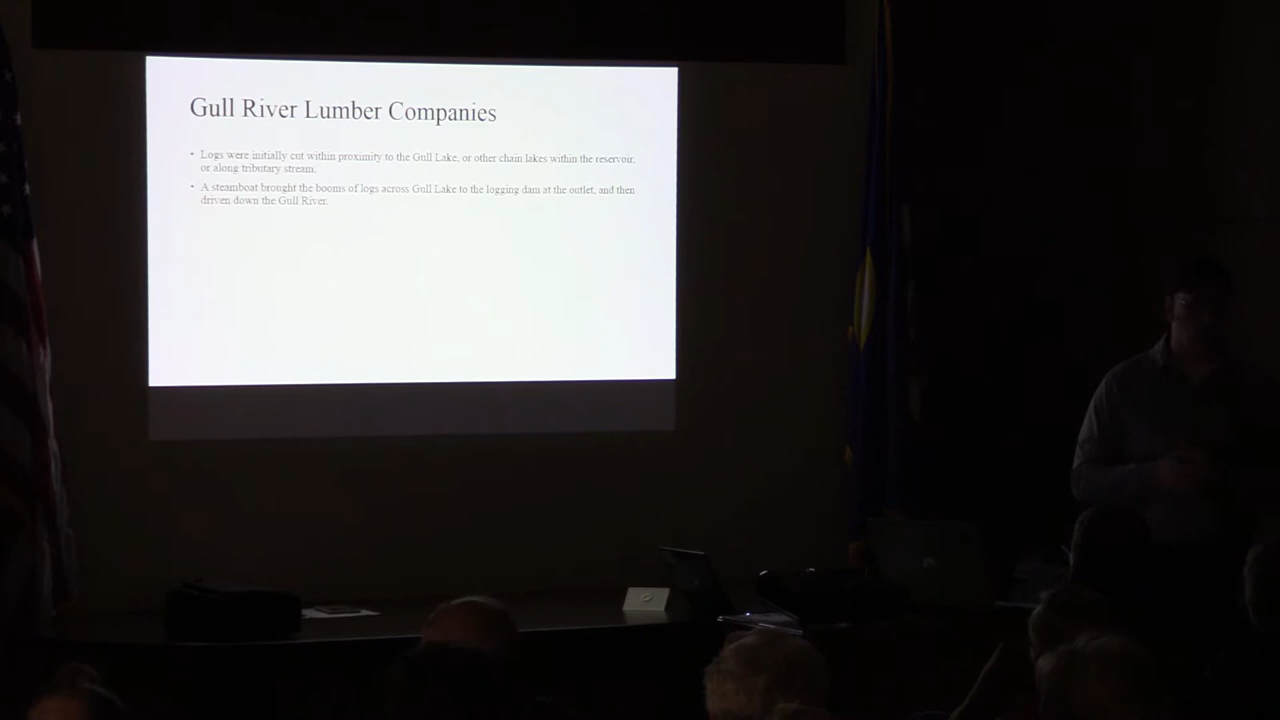 Gull River Lumber Companies
• Logs were initially cut within proximity to the Gull Lake, or other chain lakes within the reservoir,
or along tributary stream.
• A steamboat brought the booms of logs across Gull Lake to the logging dam at the outlet, and then
driven down the Gull River.